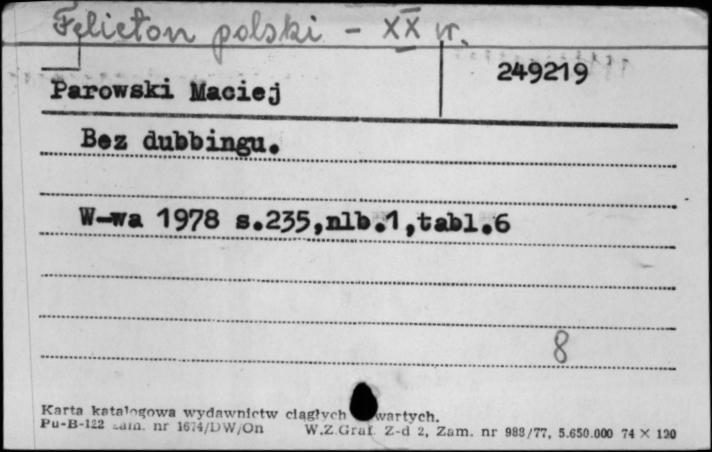 Felieton polski - XX w.
249219
Parowski Maciej
Bez dubbingu.
W-wa 1978 s.235,nlb.1,tabl.6
8
Karta katalogowa wydawnictw ciągłych wartych.
Pu-B-122 zam. nr 1674/DW/On W.Z.Graf. Z-d 2, Zam. nr 988/77, 5.650.000 74 × 120